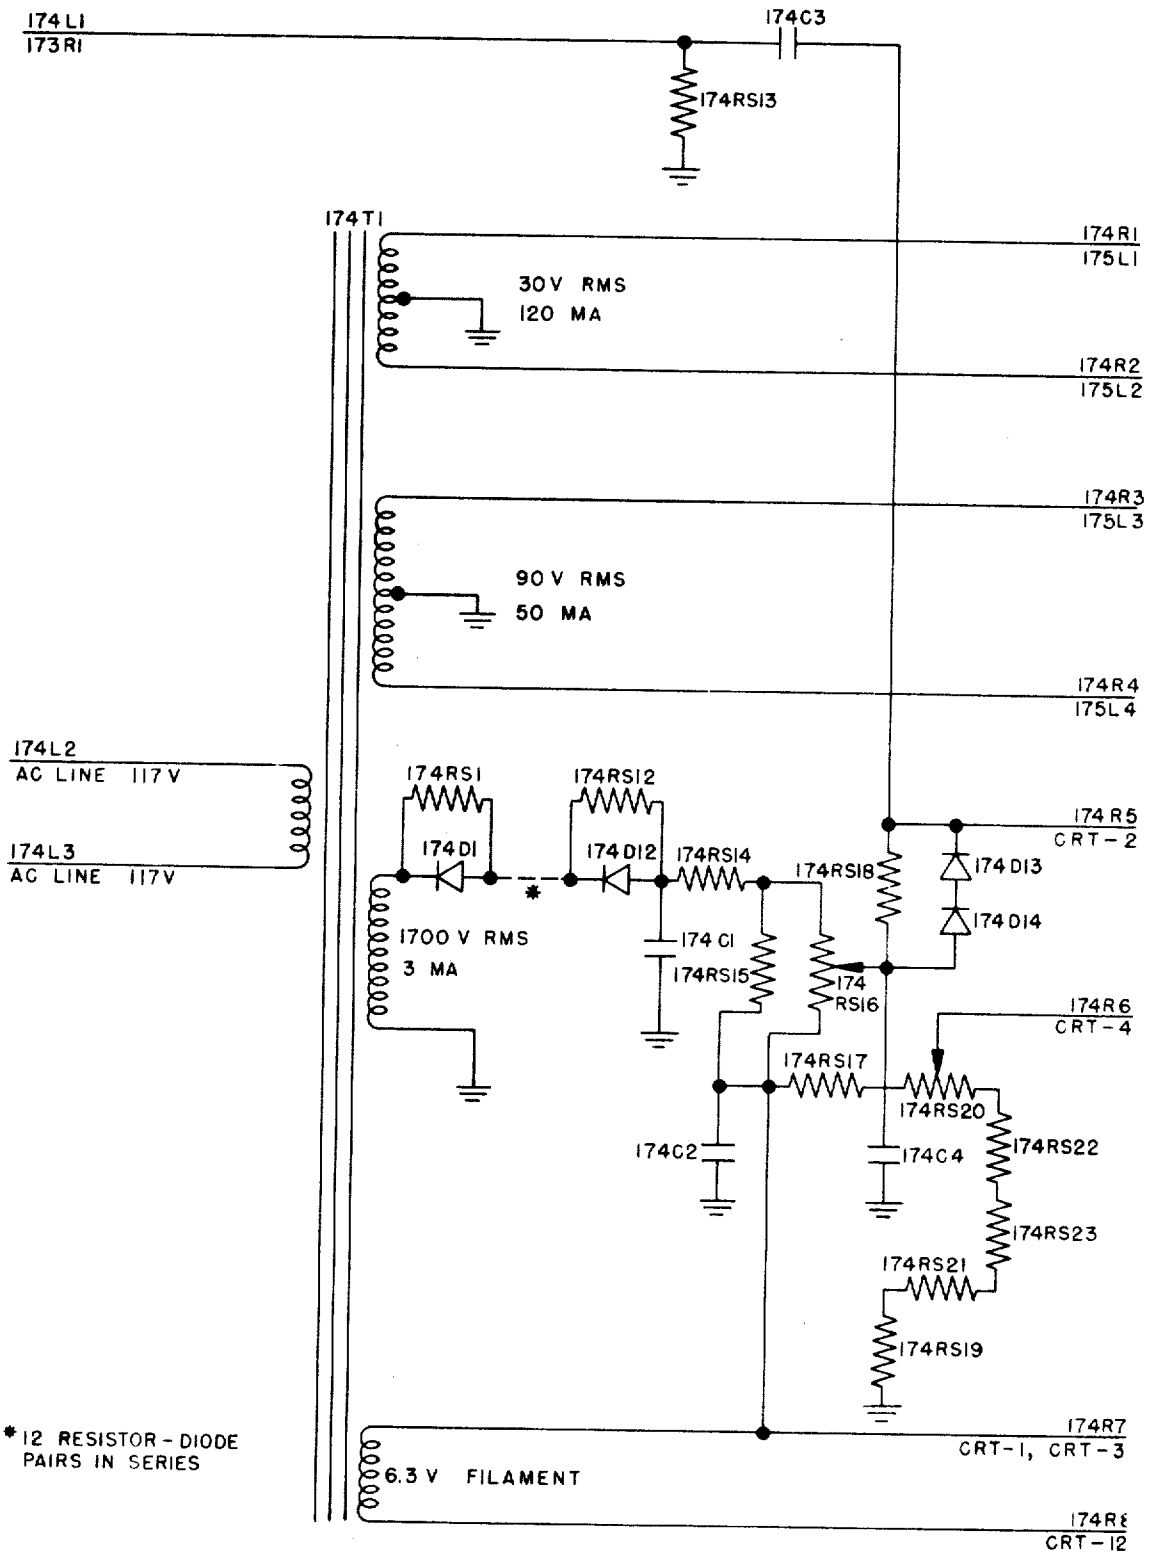 174L1
173R1
174C3
174RS13
174T1
174R1
175L1
30V RMS
120 MA
174R2
175L2
174R3
175L3
90V RMS
50 MA
174R4
175L4
174L2
AC LINE 117V
174L3
AC LINE 117V
174RS1
174RS12
174D1
174D12
174RS14
*
174RS18
174R5
CRT-2
174D13
174D14
1700 V RMS
3 MA
174C1
174RS15
174
RS16
174R6
CRT-4
174RS17
174RS20
174C2
174C4
174RS22
174RS23
174RS21
174RS19
* 12 RESISTOR-DIODE
PAIRS IN SERIES
174R7
CRT-1, CRT-3
6.3 V FILAMENT
174R8
CRT-12